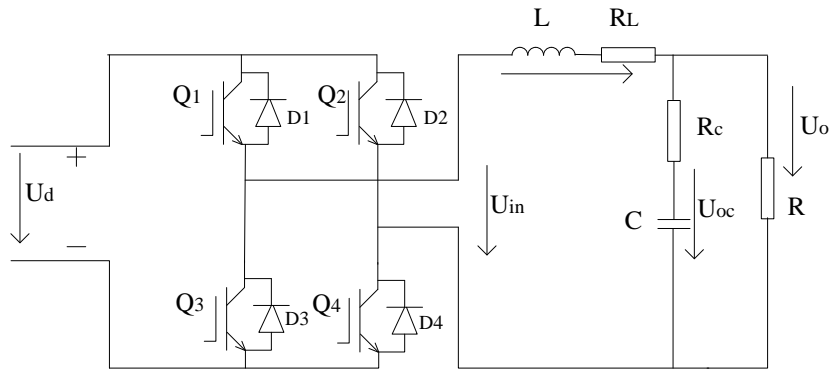 L RL
Q1 D1 Q2 D2
Rc Uo
+
Ud Uin C Uoc R
−
Q3 D3 Q4 D4